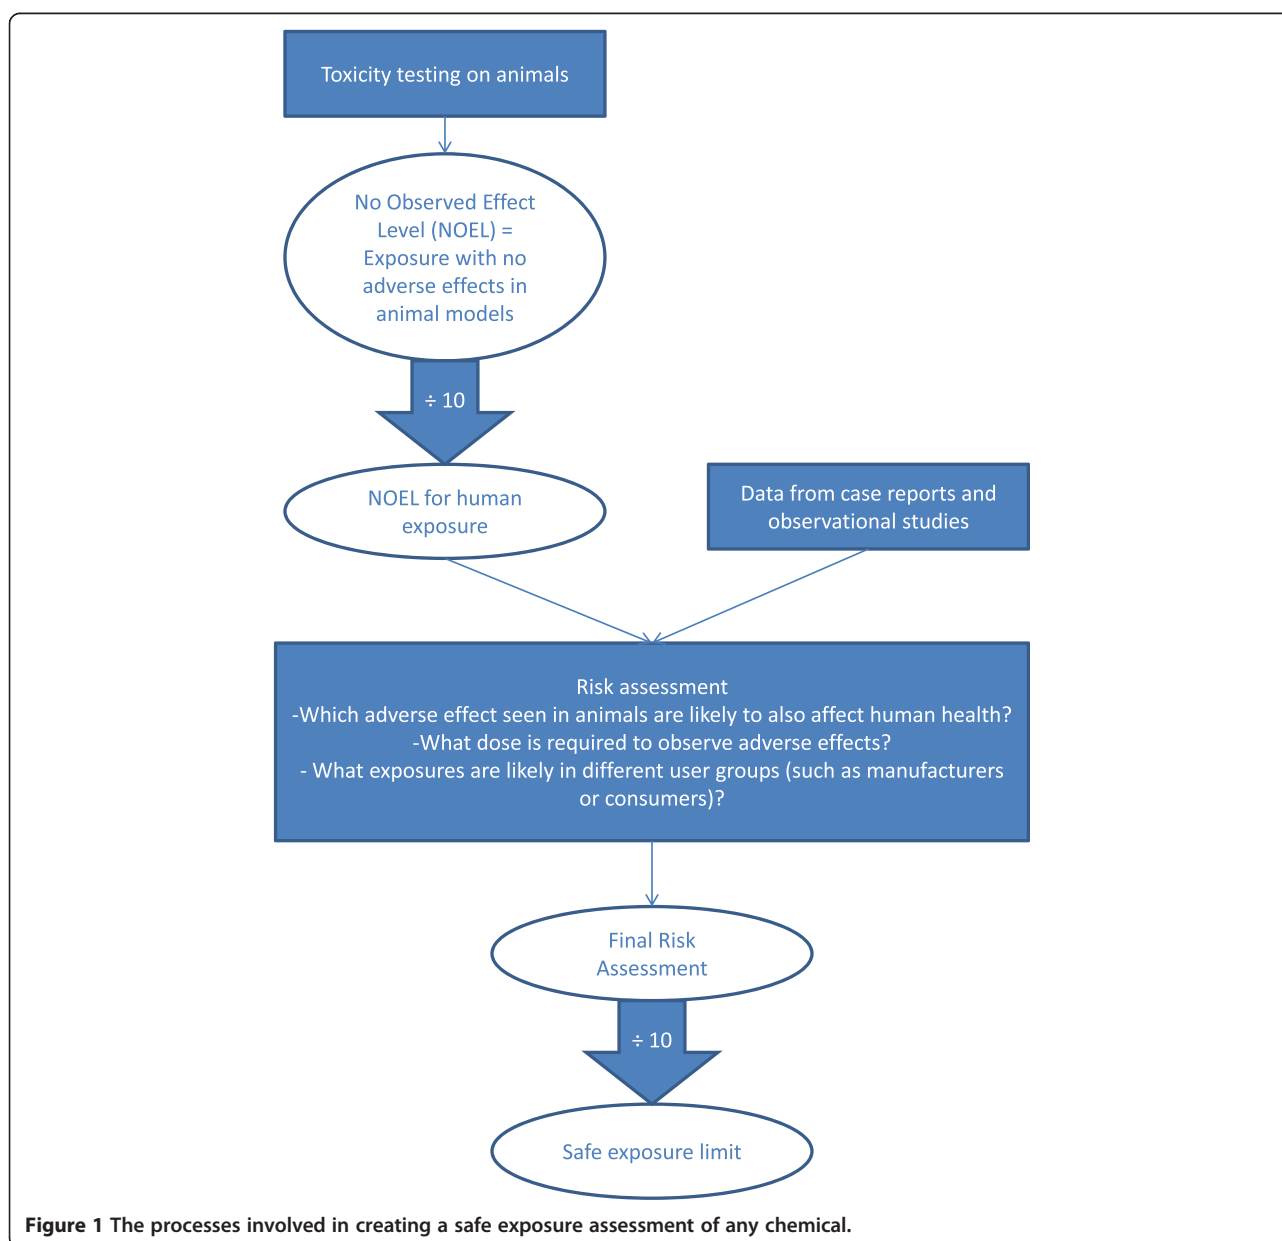 Toxicity testing on animals
No Observed Effect
Level (NOEL) =
Exposure with no
adverse effects in
animal models
÷ 10
NOEL for human
exposure
Data from case reports and
observational studies
Risk assessment
-Which adverse effect seen in animals are likely to also affect human health?
-What dose is required to observe adverse effects?
- What exposures are likely in different user groups (such as manufacturers
or consumers)?
Final Risk
Assessment
÷ 10
Safe exposure limit
Figure 1 The processes involved in creating a safe exposure assessment of any chemical.